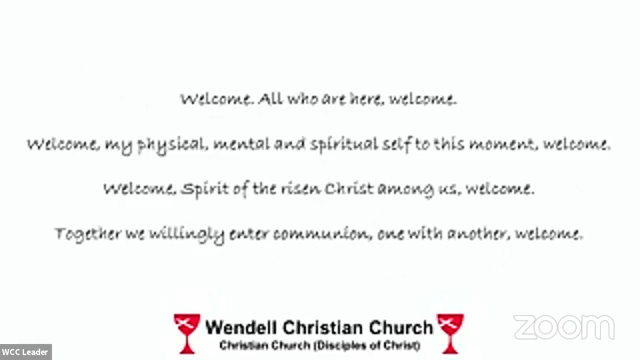 Welcome. All who are here, welcome.
Welcome, my physical, mental and spiritual self to this moment, welcome.
Welcome, Spirit of the risen Christ among us, welcome.
Together we willingly enter communion, one with another, welcome.
Wendell Christian Church
Christian Church (Disciples of Christ)
zoom
WCC Leader